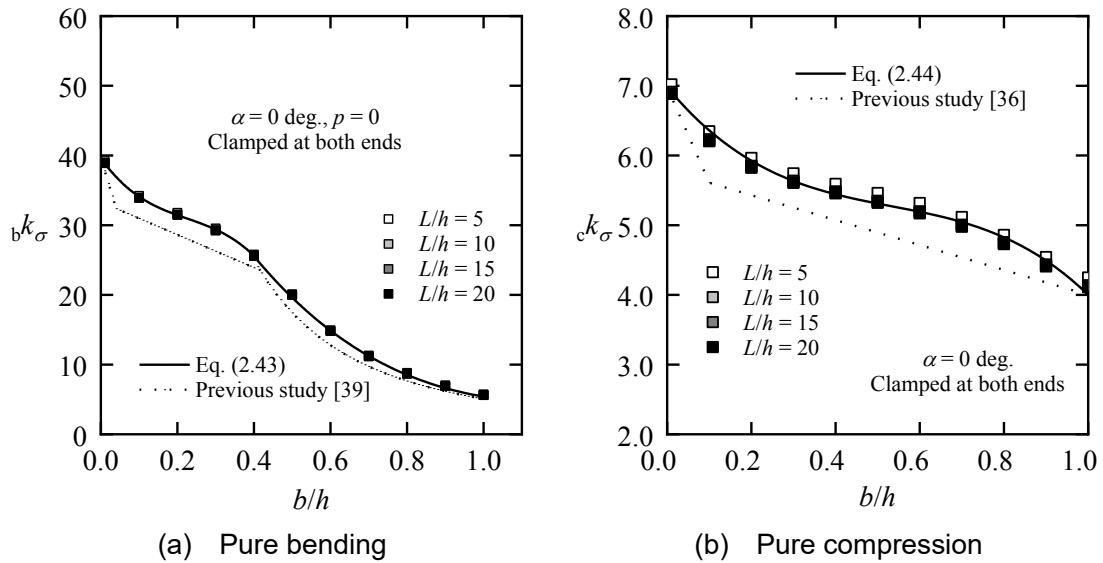 60
50
40
30
20
10
0
bkσ
α = 0 deg., p = 0
Clamped at both ends
L/h = 5
L/h = 10
L/h = 15
L/h = 20
Eq. (2.43)
Previous study [39]
0.0 0.2 0.4 0.6 0.8 1.0
b/h
(a) Pure bending
8.0
7.0
6.0
5.0
4.0
3.0
2.0
ckσ
Eq. (2.44)
Previous study [36]
L/h = 5
L/h = 10
L/h = 15
L/h = 20
α = 0 deg.
Clamped at both ends
0.0 0.2 0.4 0.6 0.8 1.0
b/h
(b) Pure compression